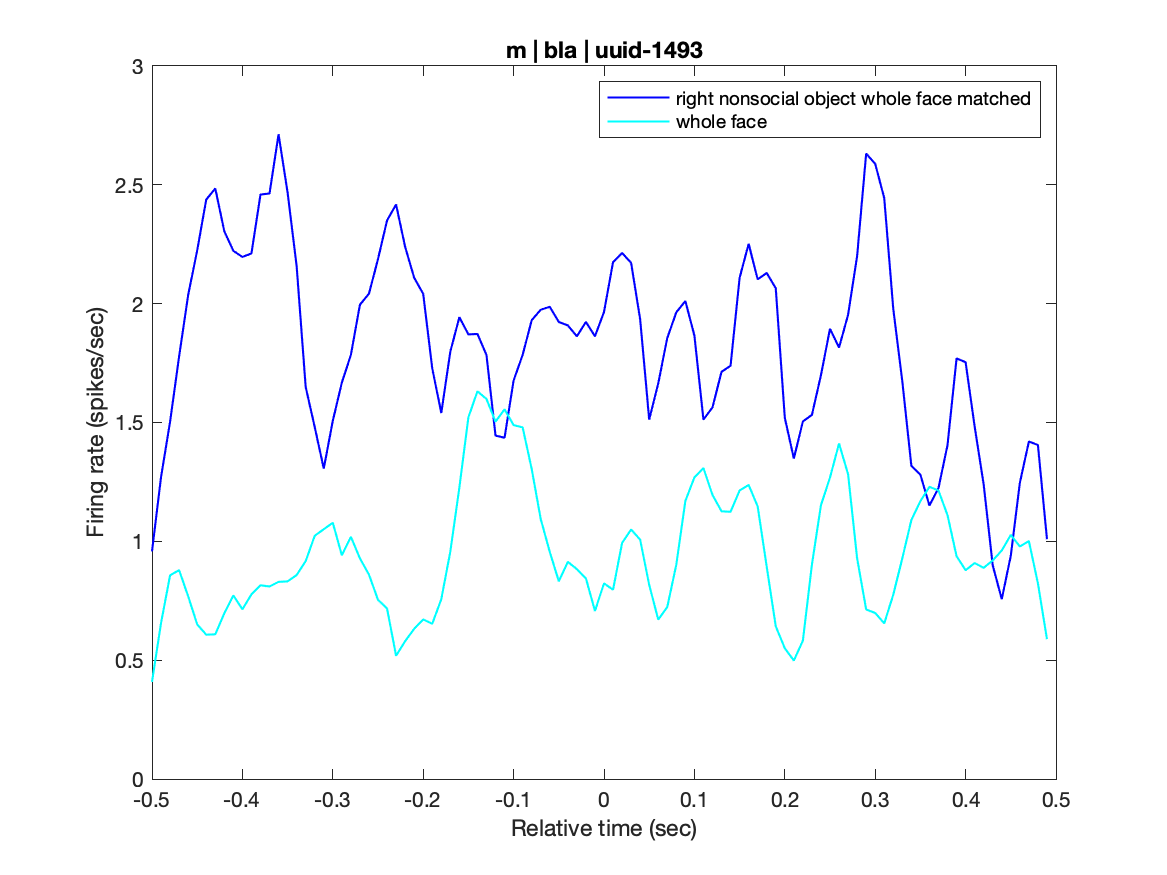 m | bla | uuid-1493
right nonsocial object whole face matched
whole face
Firing rate (spikes/sec)
3
2.5
2
1.5
1
0.5
0
-0.5 -0.4 -0.3 -0.2 -0.1 0 0.1 0.2 0.3 0.4 0.5
Relative time (sec)